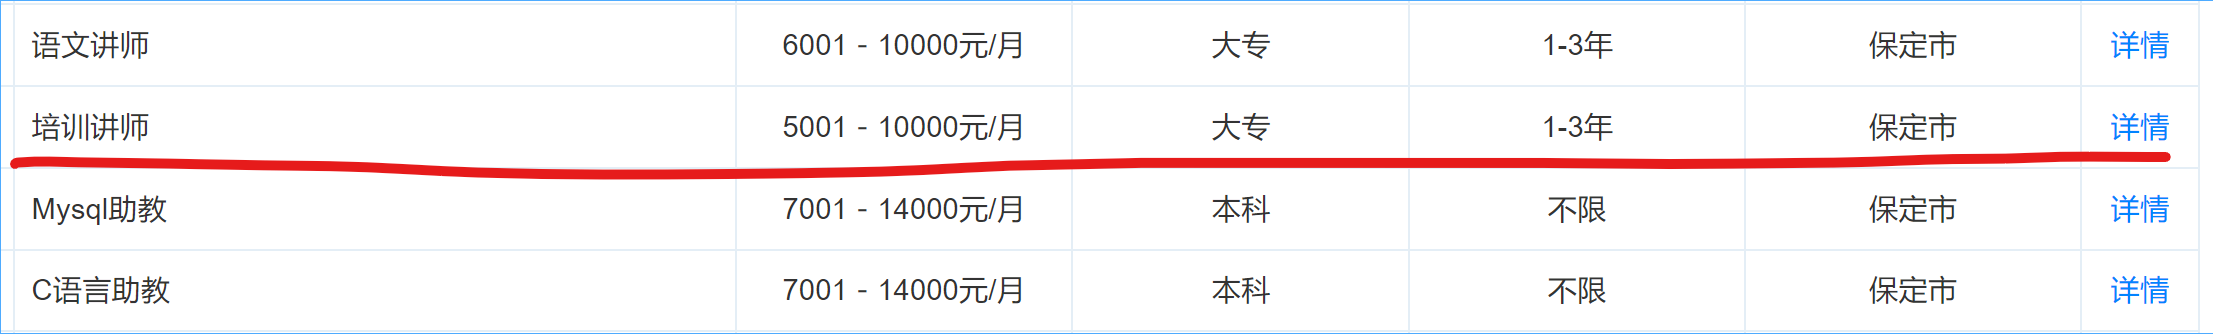 语文讲师 6001 - 10000元/月 大专 1-3年 保定市 详情
培训讲师 5001 - 10000元/月 大专 1-3年 保定市 详情
Mysql助教 7001 - 14000元/月 本科 不限 保定市 详情
C语言助教 7001 - 14000元/月 本科 不限 保定市 详情